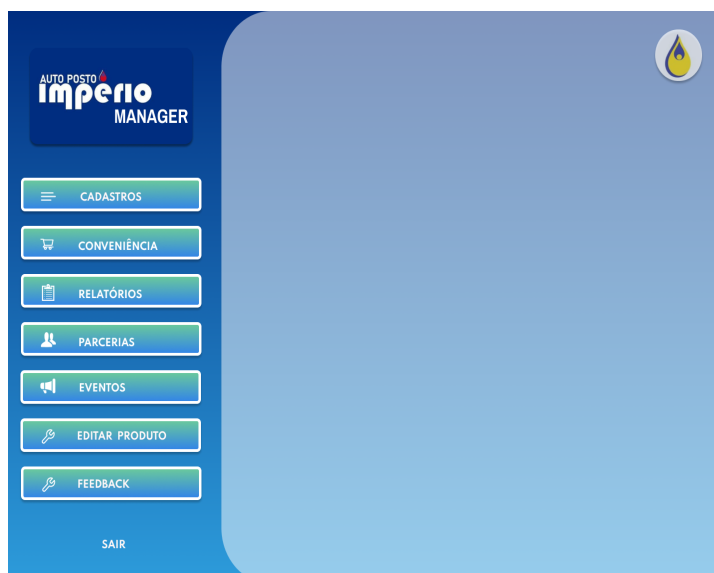 AUTO POSTO
império
MANAGER
CADASTROS
CONVENIÊNCIA
RELATÓRIOS
PARCERIAS
EVENTOS
EDITAR PRODUTO
FEEDBACK
SAIR